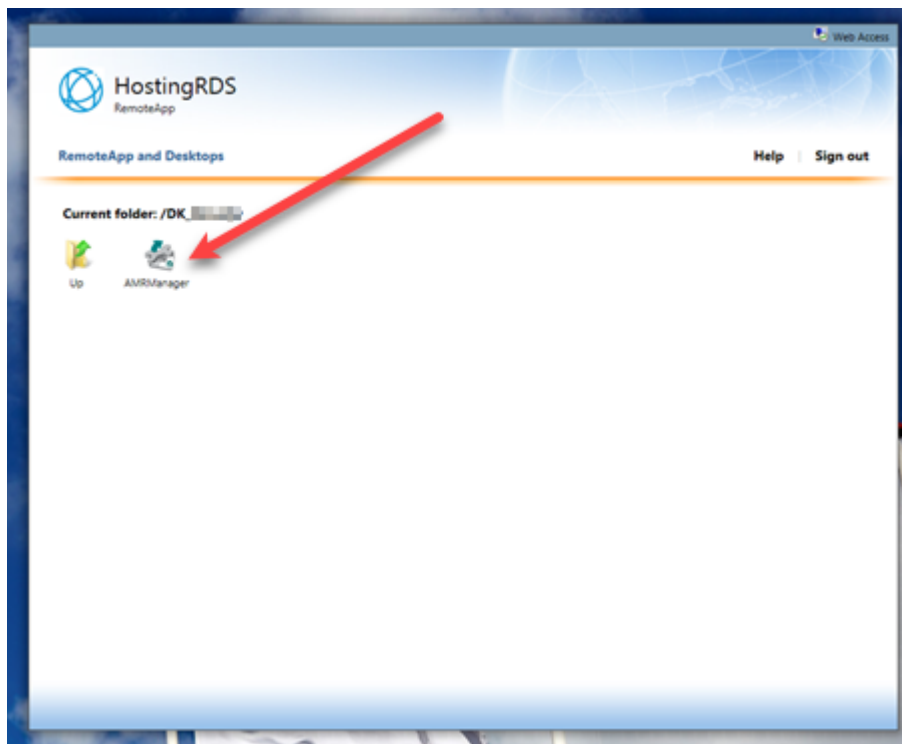 Web Access
HostingRDS
RemoteApp
RemoteApp and Desktops
Help | Sign out
Current folder: /DK_
Up
AMRManager